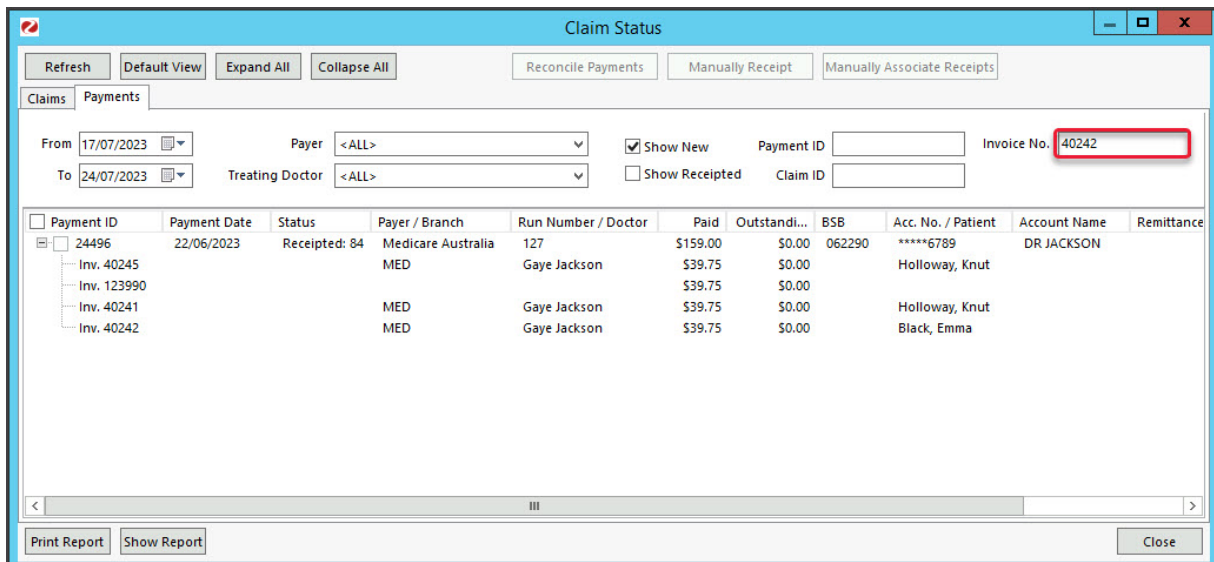 Claim Status
Refresh Default View Expand All Collapse All Reconcile Payments Manually Receipt Manually Associate Receipts
Claims Payments
From 17/07/2023 Payer <ALL> Show New Payment ID Invoice No. 40242
To 24/07/2023 Treating Doctor <ALL> Show Receipted Claim ID
Payment ID Payment Date Status Payer / Branch Run Number / Doctor Paid Outstandi... BSB Acc. No. / Patient Account Name Remittance
24496 22/06/2023 Receipted: 84 Medicare Australia 127 $159.00 $0.00 062290 *****6789 DR JACKSON
Inv. 40245 MED Gaye Jackson $39.75 $0.00 Holloway, Knut
Inv. 123990 $39.75 $0.00
Inv. 40241 MED Gaye Jackson $39.75 $0.00 Holloway, Knut
Inv. 40242 MED Gaye Jackson $39.75 $0.00 Black, Emma
Print Report Show Report Close